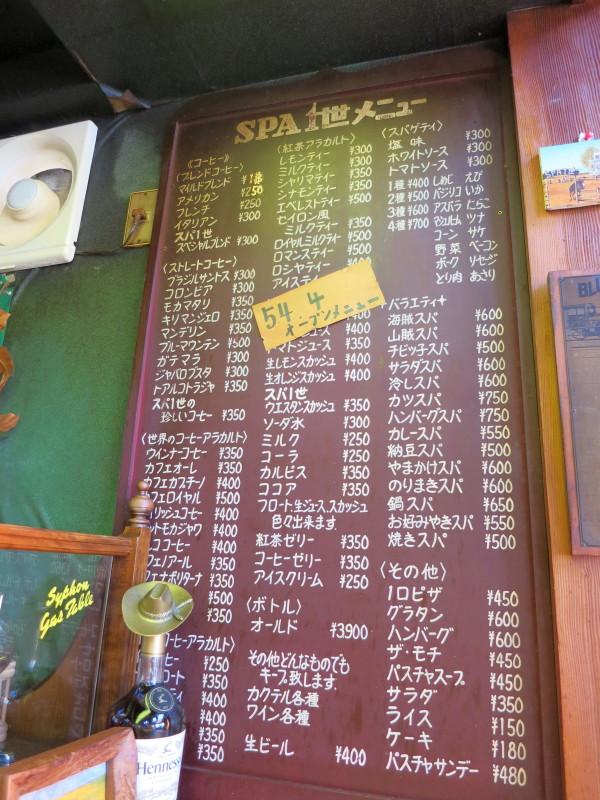 SPA1世メニュー
《コーヒー》
〈ブレンドコーヒー〉
マイルドブレンド
アメリカン ¥250
フレンチ ¥250
イタリアン ¥300
スパ1世
スペシャルブレンド ¥300
〈ストレートコーヒー〉
ブラジルサントス ¥300
コロンビア ¥300
モカマタリ ¥350
キリマンジェロ ¥350
マンデリン ¥350
ブルーマウンテン ¥500
ガテマラ ¥300
ジャバロブスタ ¥300
トアルコトラジャ ¥350
スパ1世の
珍しいコーヒー ¥350
〈世界のコーヒーアラカルト〉
ウインナーコーヒー ¥350
カフェオーレ ¥350
カフェカプチーノ ¥400
カフェロイヤル ¥500
リッシュコーヒー ¥400
ットモカジャワ ¥400
ココーヒー ¥400
フェノアール ¥350
フェナポリターナ ¥350
¥500
¥350
ーヒーアラカルト〉
ヒー ¥250
ート ¥350
¥400
¥400
¥350
¥350
〈紅茶アラカルト〉
レモンティー ¥300
ミルクティー ¥300
シャリマティー ¥350
シナモンティー ¥350
エベレストティー ¥500
セイロン風
ミルクティー ¥350
ロイヤルミルクティー ¥500
ロマンスティー ¥500
ロシヤティー
アイスティ
54.4
オープンメニュー
¥400
ュース ¥400
トマトジュース ¥350
生レモンスカッシュ ¥400
生オレンジスカッシュ ¥400
スパ1世
ウエスタンスカッシュ ¥350
ソーダ水 ¥300
ミルク ¥250
コーラ ¥250
カルピス ¥350
ココア ¥350
フロート生ジュース,スカッシュ
色々出来ます
紅茶ゼリー ¥350
コーヒーゼリー ¥350
アイスクリーム ¥250
〈ボトル〉
オールド ¥3900
その他どんなものでも
キープ致します.
カクテル各種
ワイン各種
生ビール ¥400
〈スパゲティ〉
塩味 ¥300
ホワイトソース ¥300
トマトソース ¥300
1種¥400 しめじ えび
2種¥500 バジリコ いか
3種¥600 アスパラ たらこ
4種¥700 マッシュルム ツナ
コーン サケ
野菜 ベーコン
ポーク ソセージ
とり肉 あさり
〈バラエティ〉
海賊スパ ¥600
山賊スパ ¥600
チビッ子スパ ¥500
サラダスパ ¥600
冷しスパ ¥600
カツスパ ¥750
ハンバーグスパ ¥750
カレースパ ¥550
納豆スパ ¥500
やまかけスパ ¥600
のりまきスパ ¥600
鍋スパ ¥650
お好みやきスパ ¥550
焼きスパ ¥500
〈その他〉
1口ピザ ¥450
グラタン ¥600
ハンバーグ ¥600
ザ・モチ ¥450
パスチャスープ ¥450
サラダ ¥350
ライス ¥150
ケーキ ¥180
パスチャサンデー ¥480
Syphon
Gas Table
Hennessy
BLU